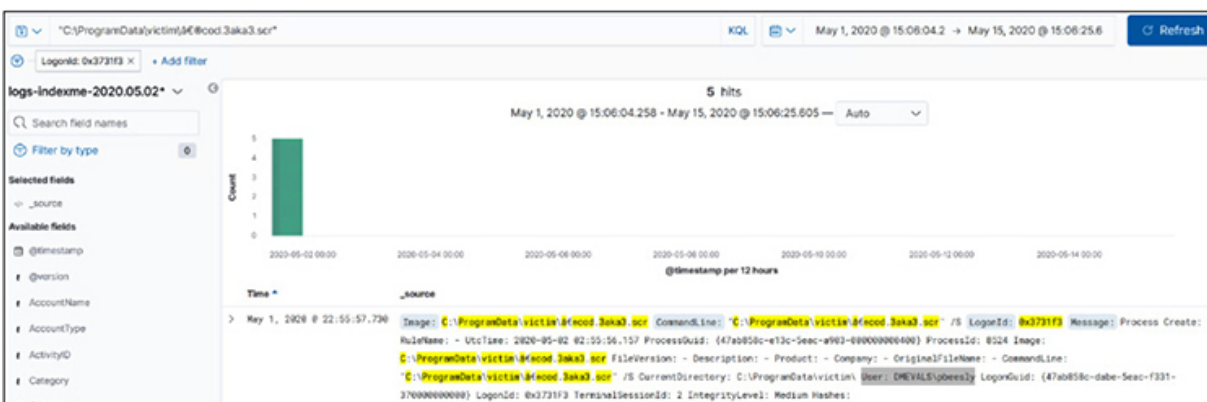 "C:\ProgramData\victim\â€®cod.3aka3.scr"
KQL
May 1, 2020 @ 15:06:04.2 → May 15, 2020 @ 15:06:25.6
Refresh
LogonId: 0x3731f3 ×
+ Add filter
logs-indexme-2020.05.02*
5 hits
May 1, 2020 @ 15:06:04.258 - May 15, 2020 @ 15:06:25.605 —
Auto
Search field names
Filter by type
0
Selected fields
_source
Available fields
@timestamp
t @version
t AccountName
t AccountType
t ActivityID
t Category
Count
5
4
3
2
1
0
2020-05-02 00:00
2020-05-04 00:00
2020-05-06 00:00
2020-05-08 00:00
2020-05-10 00:00
2020-05-12 00:00
2020-05-14 00:00
@timestamp per 12 hours
Time
_source
May 1, 2020 @ 22:55:57.730
Image: C:\ProgramData\victim\â€®cod.3aka3.scr CommandLine: "C:\ProgramData\victim\â€®cod.3aka3.scr" /S LogonId: 0x3731f3 Message: Process Create:
RuleName: - UtcTime: 2020-05-02 02:55:56.157 ProcessGuid: {47ab858c-e13c-5eac-a903-000000000400} ProcessId: 8524 Image:
C:\ProgramData\victim\â€®cod.3aka3.scr FileVersion: - Description: - Product: - Company: - OriginalFileName: - CommandLine:
"C:\ProgramData\victim\â€®cod.3aka3.scr" /S CurrentDirectory: C:\ProgramData\victim\ User: DMEVALS\pbeesly LogonGuid: {47ab858c-dabe-5eac-f331-
370000000000} LogonId: 0x3731F3 TerminalSessionId: 2 IntegrityLevel: Medium Hashes: